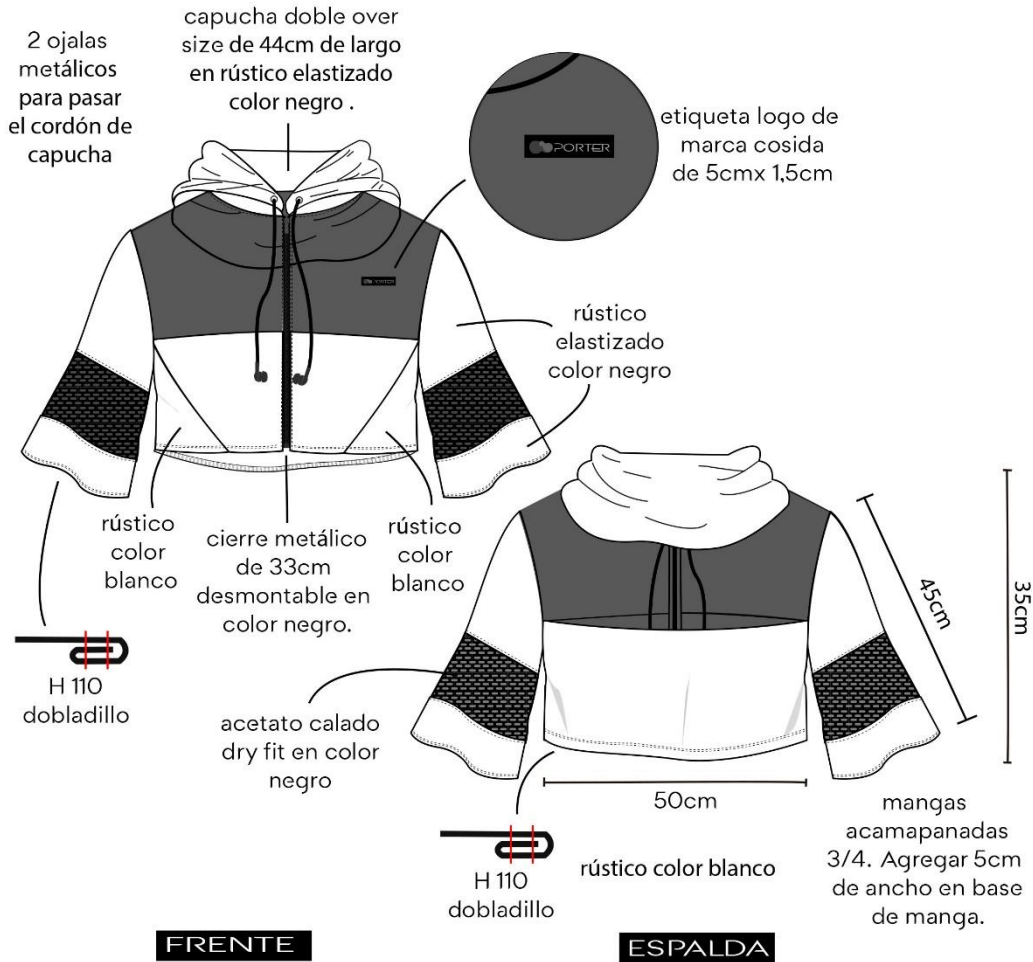 2 ojalas
metálicos
para pasar
el cordón de
capucha
capucha doble over
size de 44cm de largo
en rústico elastizado
color negro .
PORTER
etiqueta logo de
marca cosida
de 5cmx 1,5cm
PORTER
rústico
elastizado
color negro
rústico
color
blanco
cierre metálico
de 33cm
desmontable en
color negro.
rústico
color
blanco
H 110
dobladillo
45cm
35cm
acetato calado
dry fit en color
negro
50cm
H 110
dobladillo
rústico color blanco
mangas
acamapanadas
3/4. Agregar 5cm
de ancho en base
de manga.
FRENTE
ESPALDA